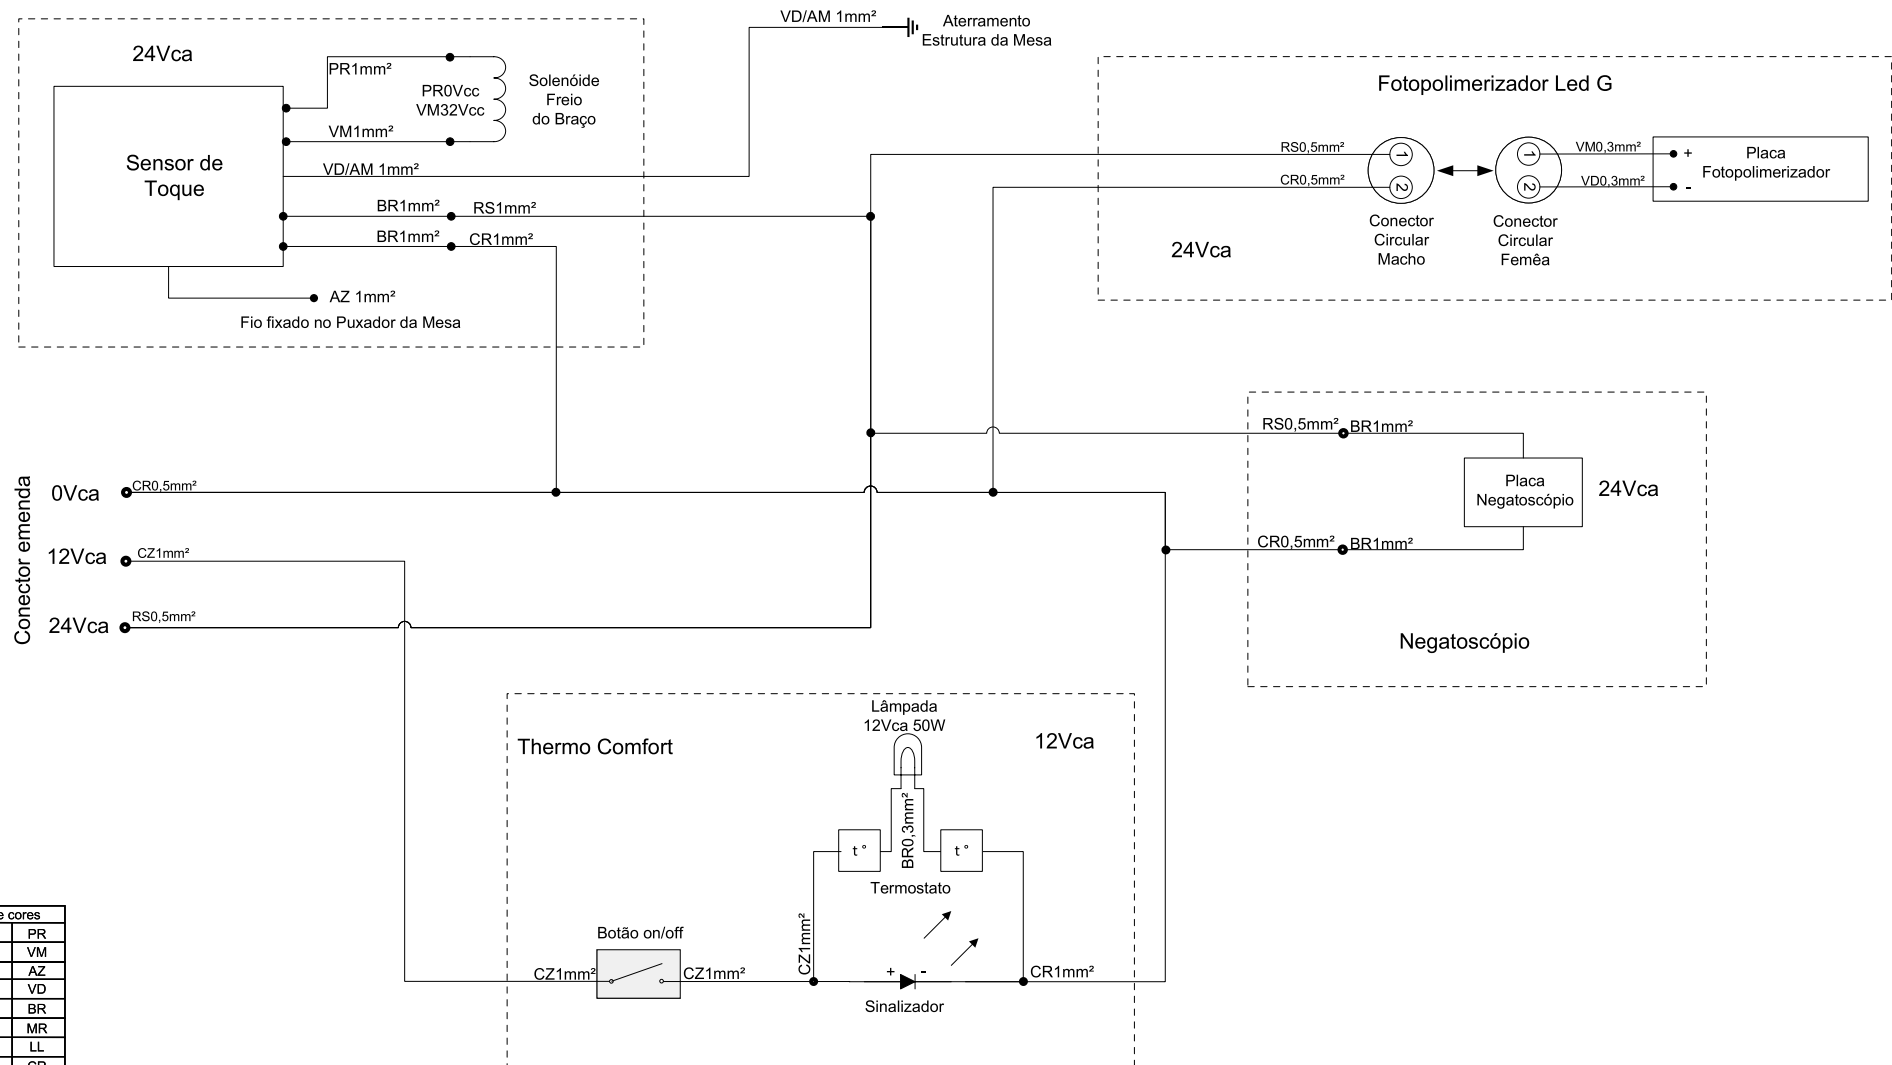 VD/AM 1mm²
Aterramento
Estrutura da Mesa
24Vca
PR1mm²
PR0Vcc
VM32Vcc
Solenóide
Freio
do Braço
VM1mm²
Sensor de
Toque
VD/AM 1mm²
BR1mm²
RS1mm²
BR1mm²
CR1mm²
AZ 1mm²
Fio fixado no Puxador da Mesa
Fotopolimerizador Led G
RS0,5mm²
CR0,5mm²
1
2
1
2
VM0,3mm²
VD0,3mm²
+
-
Placa
Fotopolimerizador
Conector
Circular
Macho
Conector
Circular
Femêa
24Vca
RS0,5mm²
BR1mm²
Placa
Negatoscópio
24Vca
CR0,5mm²
BR1mm²
Negatoscópio
Conector emenda
0Vca
CR0,5mm²
12Vca
CZ1mm²
24Vca
RS0,5mm²
Thermo Comfort
Lâmpada
12Vca 50W
12Vca
BR0,3mm²
t °
t °
Termostato
Botão on/off
CZ1mm²
CZ1mm²
CZ1mm²
+
-
CR1mm²
Sinalizador
e cores
PR
VM
AZ
VD
BR
MR
LL